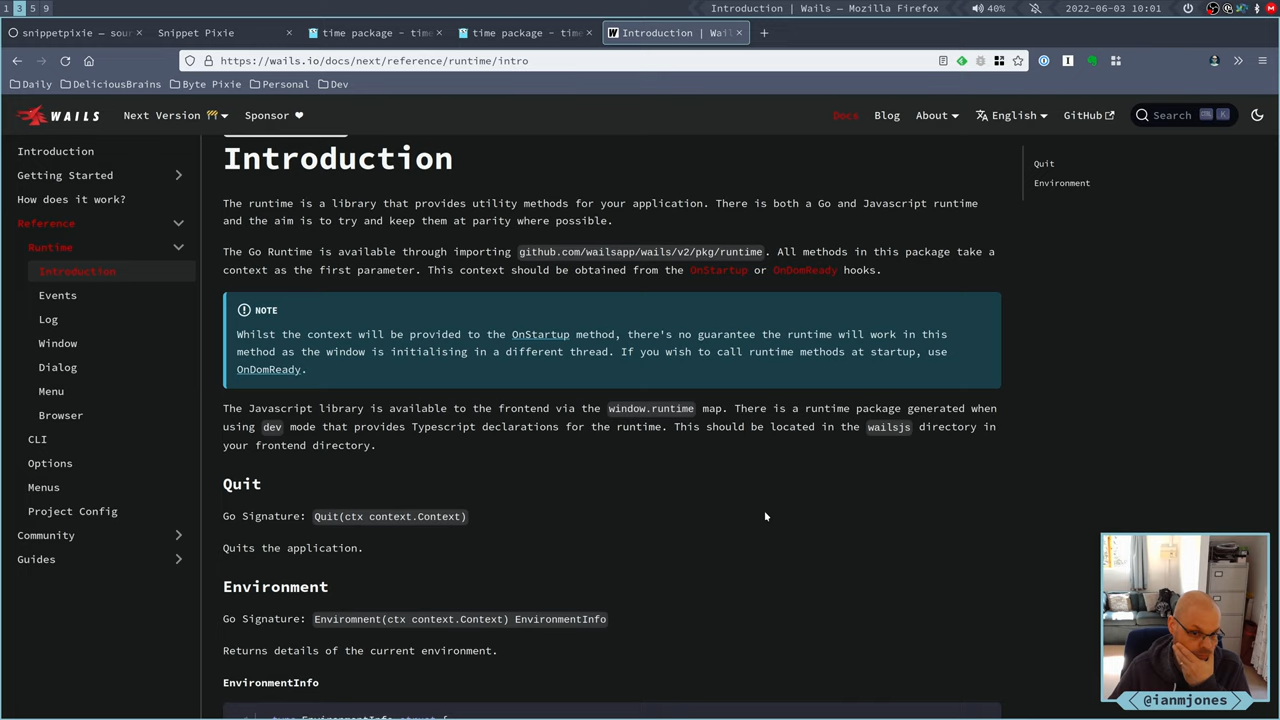 1 3 5 9
Introduction | Wails — Mozilla Firefox
40%
2022-06-03 10:01
snippetpixie — sour
Snippet Pixie
time package - time
time package - time
Introduction | Wail
https://wails.io/docs/next/reference/runtime/intro
Daily
DeliciousBrains
Byte Pixie
Personal
Dev
WAILS
Next Version
Sponsor
Docs
Blog
About
English
GitHub
Search
K
Introduction
Getting Started
How does it work?
Reference
Runtime
Introduction
Events
Log
Window
Dialog
Menu
Browser
CLI
Options
Menus
Project Config
Community
Guides
Introduction
The runtime is a library that provides utility methods for your application. There is both a Go and Javascript runtime
and the aim is to try and keep them at parity where possible.
The Go Runtime is available through importing github.com/wailsapp/wails/v2/pkg/runtime. All methods in this package take a
context as the first parameter. This context should be obtained from the OnStartup or OnDomReady hooks.
NOTE
Whilst the context will be provided to the OnStartup method, there's no guarantee the runtime will work in this
method as the window is initialising in a different thread. If you wish to call runtime methods at startup, use
OnDomReady.
The Javascript library is available to the frontend via the window.runtime map. There is a runtime package generated when
using dev mode that provides Typescript declarations for the runtime. This should be located in the wailsjs directory in
your frontend directory.
Quit
Go Signature: Quit(ctx context.Context)
Quits the application.
Environment
Go Signature: Enviromnent(ctx context.Context) EnvironmentInfo
Returns details of the current environment.
EnvironmentInfo
Quit
Environment
@ianmjones